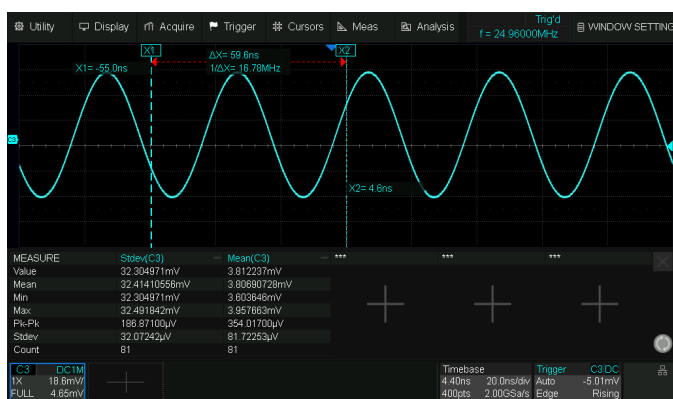 Utility Display Acquire Trigger Cursors Meas Analysis Trig'd f = 24.96000MHz WINDOW SETTING
X1 X2
ΔX= 59.6ns
X1= -55.0ns 1/ΔX= 16.78MHz
C3
X2= 4.6ns
MEASURE Stdev(C3) Mean(C3) *** *** ***
Value 32.304971mV 3.812237mV
Mean 32.41410556mV 3.80690728mV
Min 32.304971mV 3.603646mV
Max 32.491842mV 3.957663mV
Pk-Pk 186.87100µV 354.01700µV
Stdev 32.07242µV 81.72253µV
Count 81 81
C3 DC1M Timebase Trigger C3 DC
1X 18.6mV/ 4.40ns 20.0ns/div Auto -5.01mV
FULL 4.65mV 400pts 2.00GSa/s Edge Rising